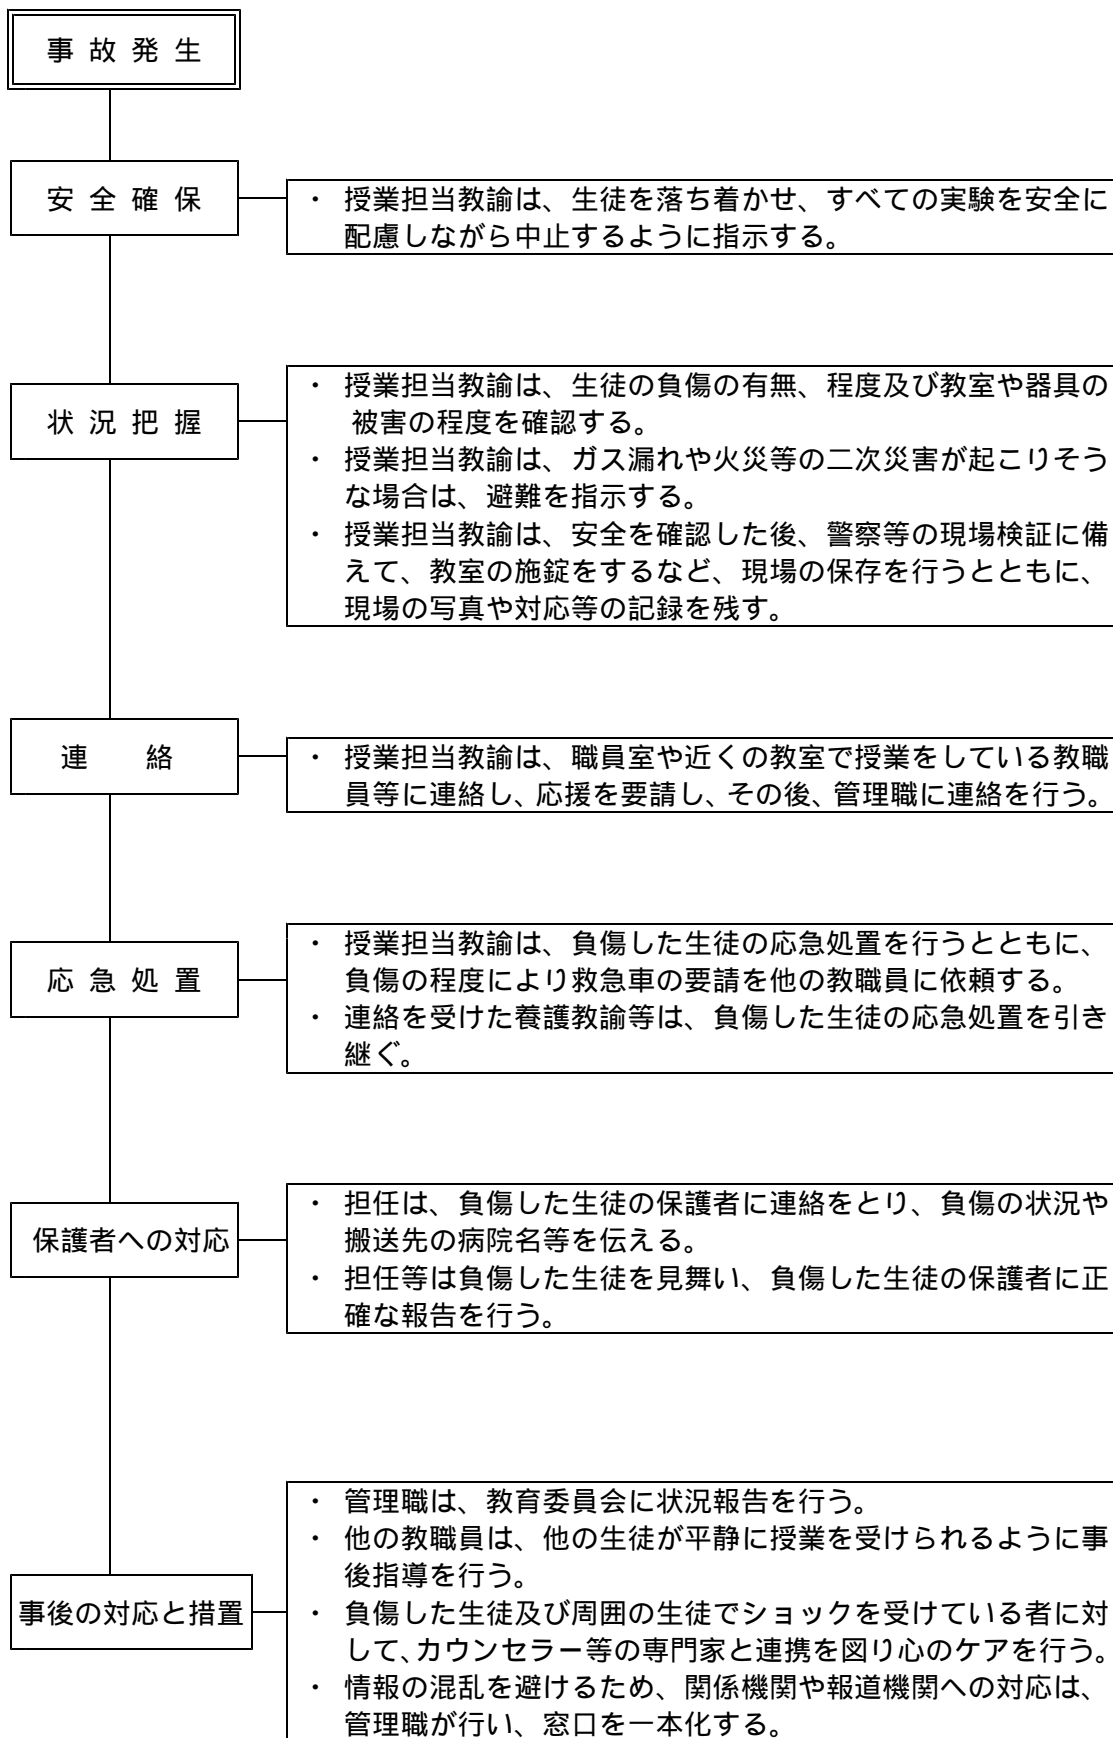 事故発生
安全確保
・ 授業担当教諭は、生徒を落ち着かせ、すべての実験を安全に
配慮しながら中止するように指示する。
状況把握
・ 授業担当教諭は、生徒の負傷の有無、程度及び教室や器具の
被害の程度を確認する。
・ 授業担当教諭は、ガス漏れや火災等の二次災害が起こりそう
な場合は、避難を指示する。
・ 授業担当教諭は、安全を確認した後、警察等の現場検証に備
えて、教室の施錠をするなど、現場の保存を行うとともに、
現場の写真や対応等の記録を残す。
連絡
・ 授業担当教諭は、職員室や近くの教室で授業をしている教職
員等に連絡し、応援を要請し、その後、管理職に連絡を行う。
応急処置
・ 授業担当教諭は、負傷した生徒の応急処置を行うとともに、
負傷の程度により救急車の要請を他の教職員に依頼する。
・ 連絡を受けた養護教諭等は、負傷した生徒の応急処置を引き
継ぐ。
保護者への対応
・ 担任は、負傷した生徒の保護者に連絡をとり、負傷の状況や
搬送先の病院名等を伝える。
・ 担任等は負傷した生徒を見舞い、負傷した生徒の保護者に正
確な報告を行う。
事後の対応と措置
・ 管理職は、教育委員会に状況報告を行う。
・ 他の教職員は、他の生徒が平静に授業を受けられるように事
後指導を行う。
・ 負傷した生徒及び周囲の生徒でショックを受けている者に対
して、カウンセラー等の専門家と連携を図り心のケアを行う。
・ 情報の混乱を避けるため、関係機関や報道機関への対応は、
管理職が行い、窓口を一本化する。